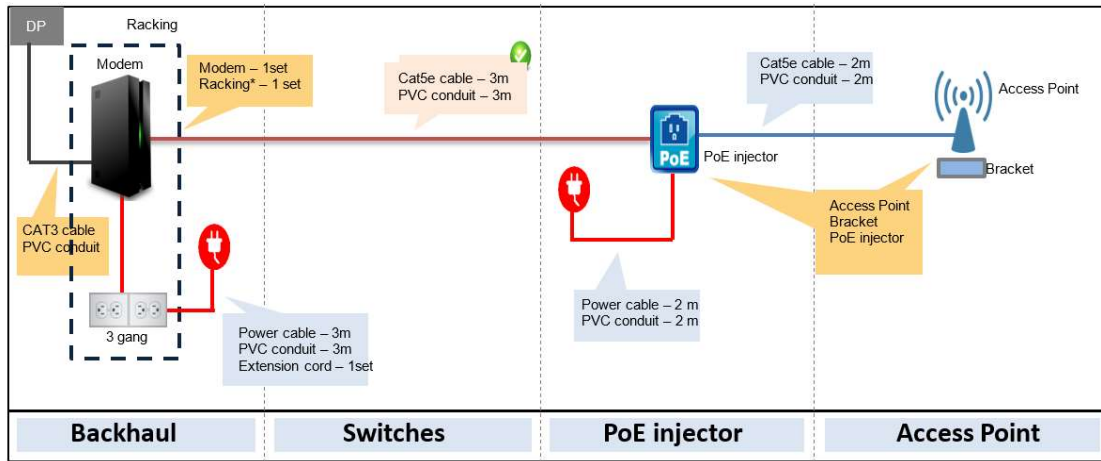 DP
Racking
Modem
Modem – 1set
Racking* – 1 set
Cat5e cable – 3m
PVC conduit – 3m
Cat5e cable – 2m
PVC conduit – 2m
Access Point
PoE
PoE injector
Bracket
CAT3 cable
PVC conduit
Access Point
Bracket
PoE injector
3 gang
Power cable – 3m
PVC conduit – 3m
Extension cord – 1set
Power cable – 2 m
PVC conduit – 2 m
Backhaul
Switches
PoE injector
Access Point